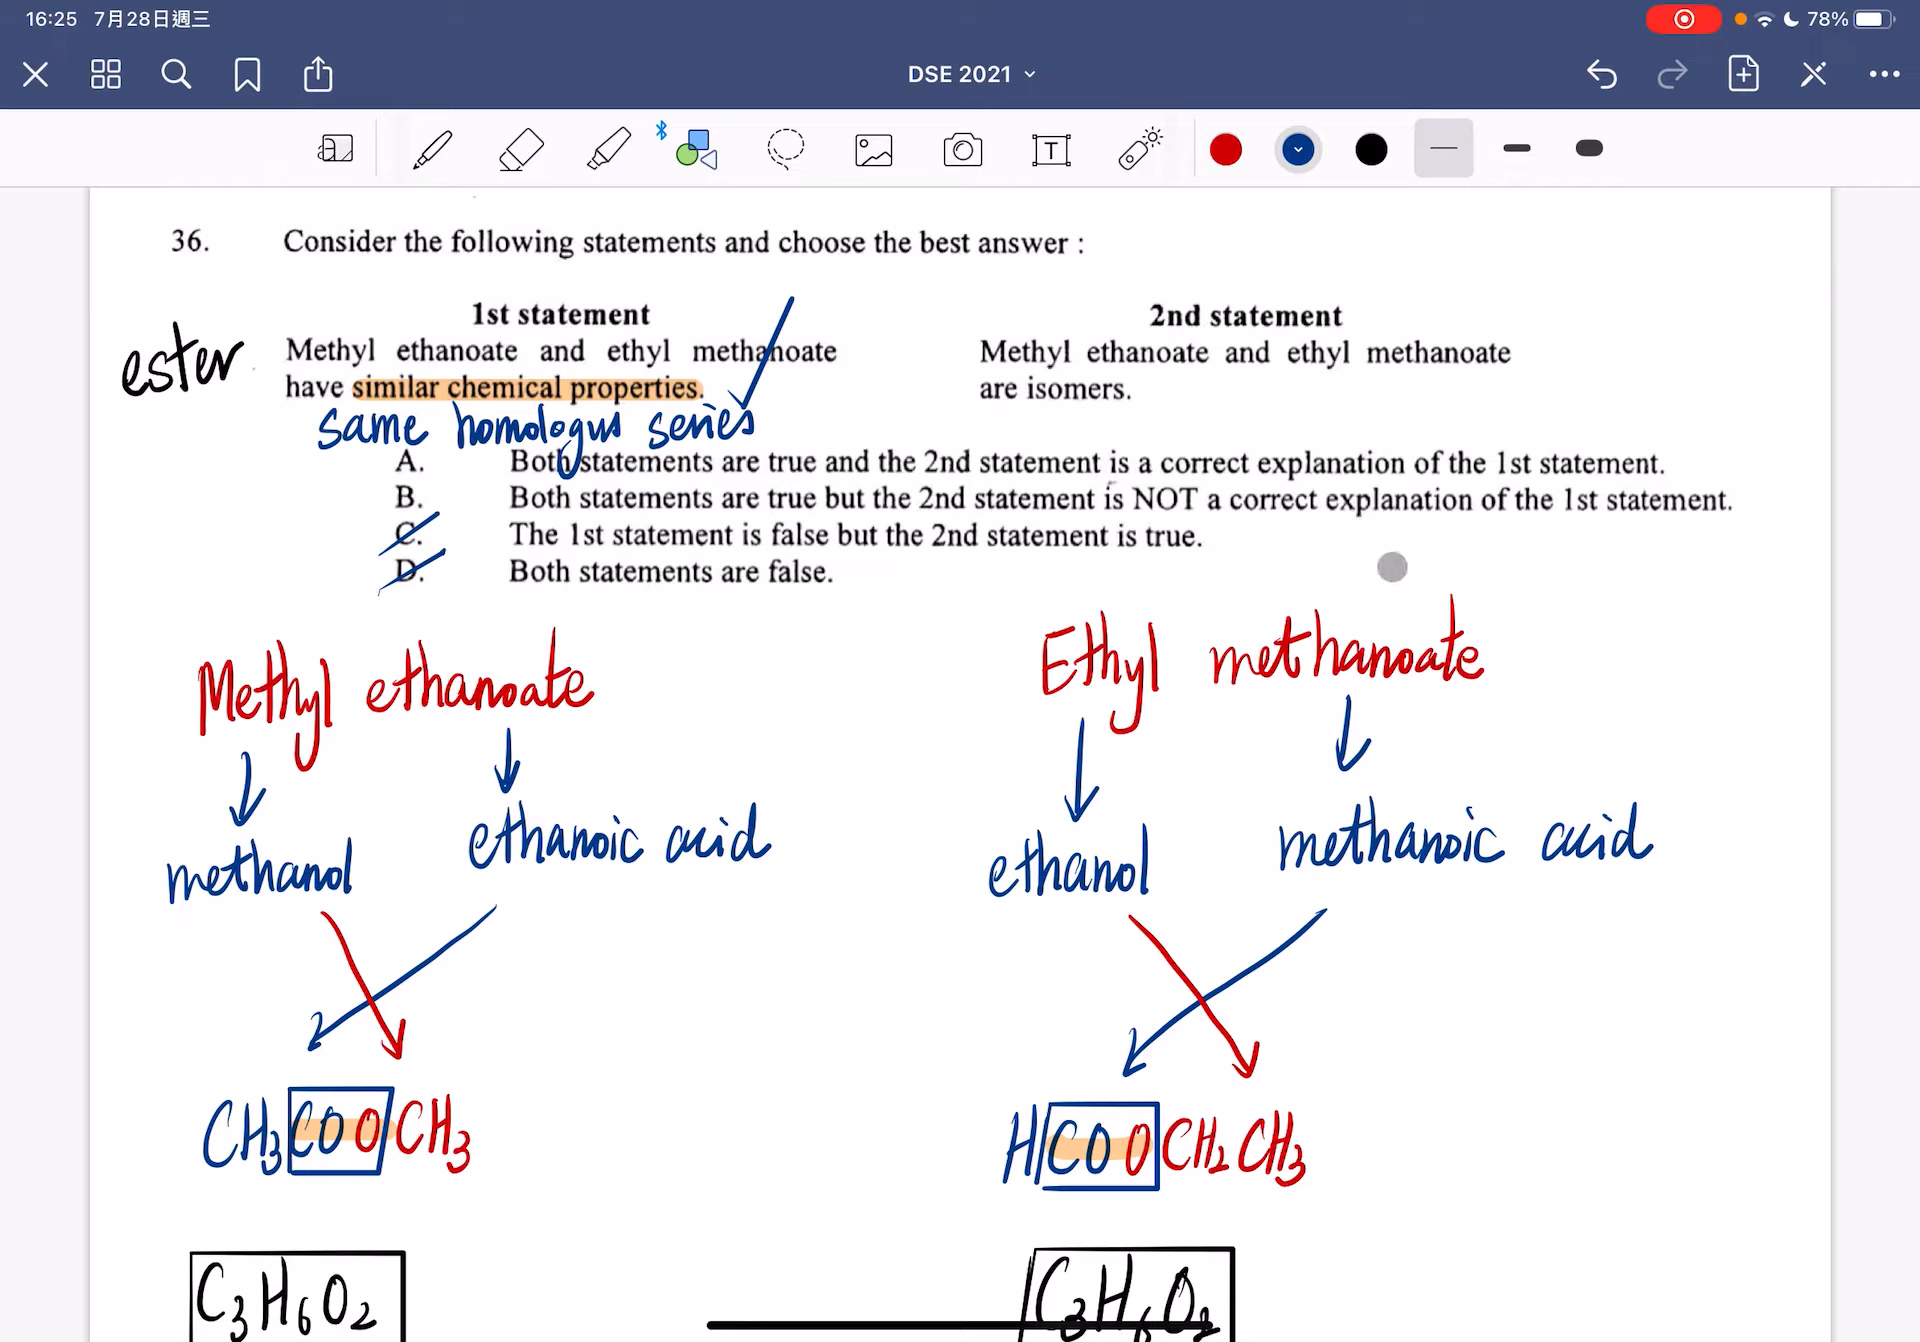 16:25 7月28日週三
78%
DSE 2021
T
36. Consider the following statements and choose the best answer :
1st statement 2nd statement
ester Methyl ethanoate and ethyl methanoate Methyl ethanoate and ethyl methanoate
have similar chemical properties. are isomers.
same homologus series
A. Both statements are true and the 2nd statement is a correct explanation of the 1st statement.
B. Both statements are true but the 2nd statement is NOT a correct explanation of the 1st statement.
C. The 1st statement is false but the 2nd statement is true.
D. Both statements are false.
Methyl ethanoate Ethyl methanoate
methanol ethanoic acid ethanol methanoic acid
CH3COOCH3 HCOOCH2CH3
C3H6O2 C3H6O2